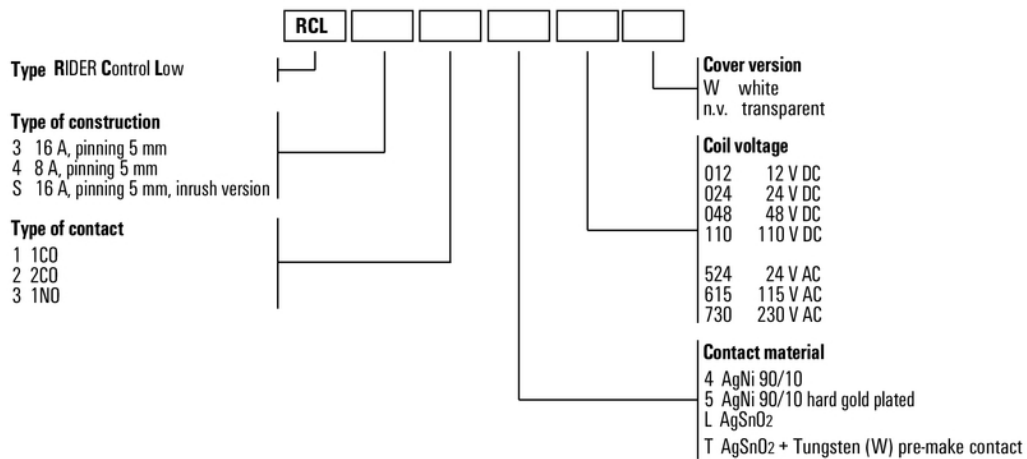 RCL
Type RIDER Control Low
Type of construction
3 16 A, pinning 5 mm
4 8 A, pinning 5 mm
S 16 A, pinning 5 mm, inrush version
Type of contact
1 1CO
2 2CO
3 1NO
Cover version
W white
n.v. transparent
Coil voltage
012 12 V DC
024 24 V DC
048 48 V DC
110 110 V DC
524 24 V AC
615 115 V AC
730 230 V AC
Contact material
4 AgNi 90/10
5 AgNi 90/10 hard gold plated
L AgSnO2
T AgSnO2 + Tungsten (W) pre-make contact